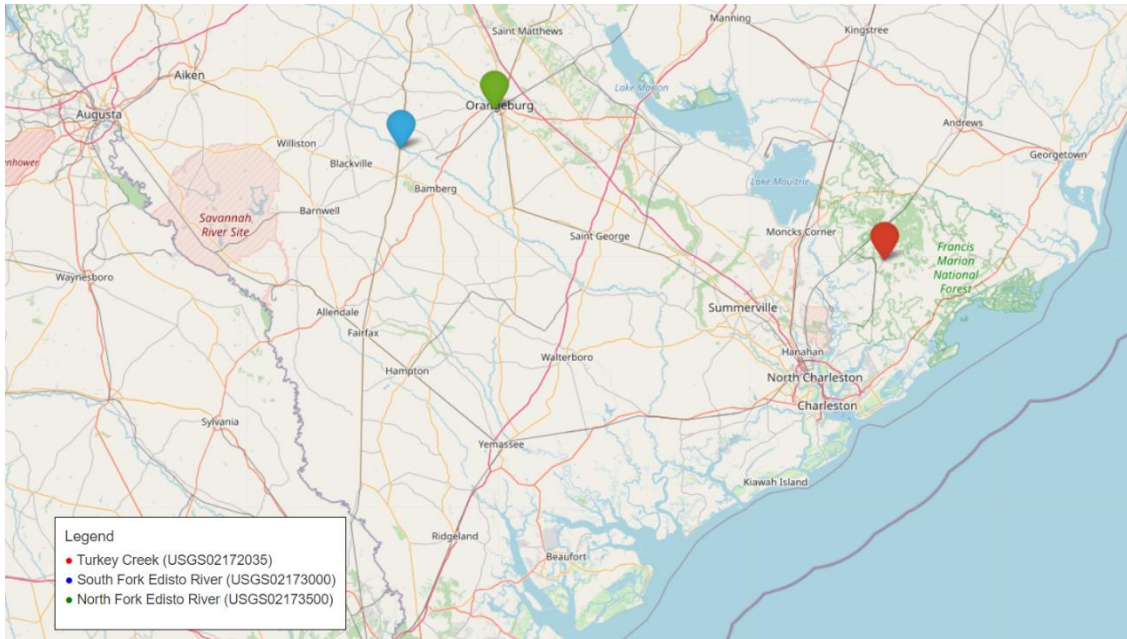 Saint Matthews
Manning
Kingstree
Aiken
Lake Marion
Orangeburg
Augusta
Andrews
Williston
Blackville
Georgetown
Bamberg
Lake Moultrie
Barnwell
Savannah
River Site
Saint George
Moncks Corner
Francis
Marion
National
Forest
Waynesboro
Allendale
Summerville
Fairfax
Hanahan
Walterboro
Hampton
North Charleston
Charleston
Sylvania
Yemassee
Kiawah Island
Ridgeland
Beaufort
Legend
Turkey Creek (USGS02172035)
South Fork Edisto River (USGS02173000)
North Fork Edisto River (USGS02173500)